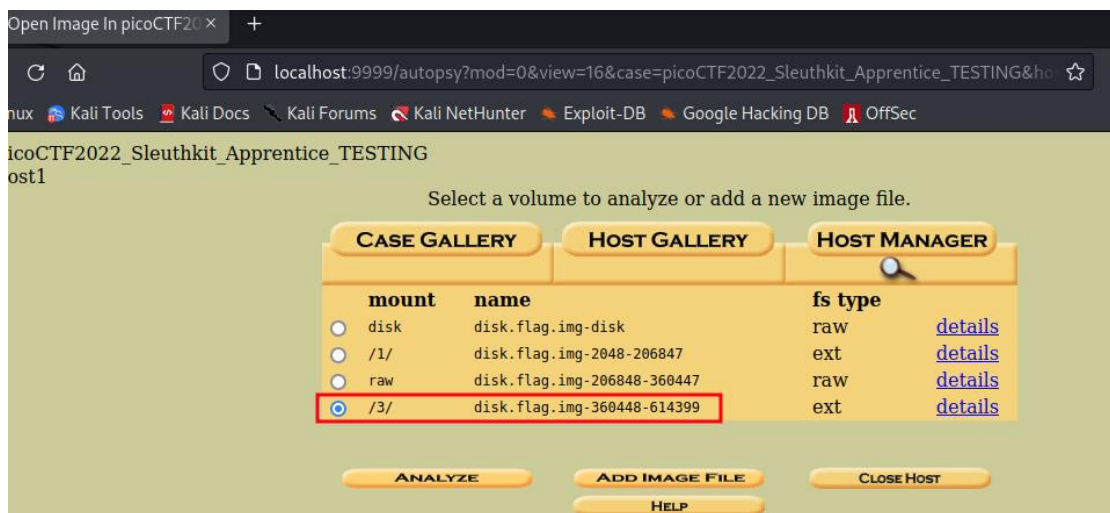 Open Image In picoCTF20 × +
localhost:9999/autopsy?mod=0&view=16&case=picoCTF2022_Sleuthkit_Apprentice_TESTING&ho
nux Kali Tools Kali Docs Kali Forums Kali NetHunter Exploit-DB Google Hacking DB OffSec
icoCTF2022_Sleuthkit_Apprentice_TESTING
ost1
Select a volume to analyze or add a new image file.
CASE GALLERY HOST GALLERY HOST MANAGER
mount name fs type
disk disk.flag.img-disk raw details
/1/ disk.flag.img-2048-206847 ext details
raw disk.flag.img-206848-360447 raw details
/3/ disk.flag.img-360448-614399 ext details
ANALYZE ADD IMAGE FILE CLOSE HOST
HELP